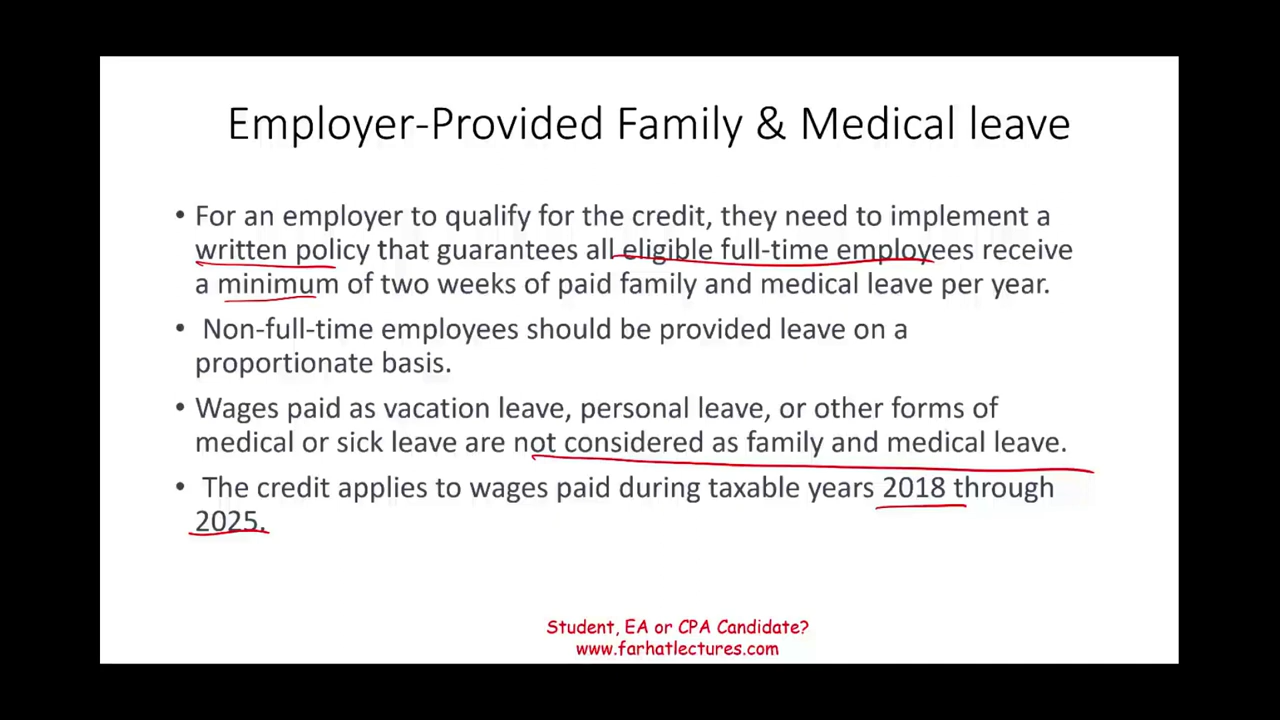 Employer-Provided Family & Medical leave
• For an employer to qualify for the credit, they need to implement a
written policy that guarantees all eligible full-time employees receive
a minimum of two weeks of paid family and medical leave per year.
• Non-full-time employees should be provided leave on a
proportionate basis.
• Wages paid as vacation leave, personal leave, or other forms of
medical or sick leave are not considered as family and medical leave.
• The credit applies to wages paid during taxable years 2018 through
2025.
Student, EA or CPA Candidate?
www.farhatlectures.com